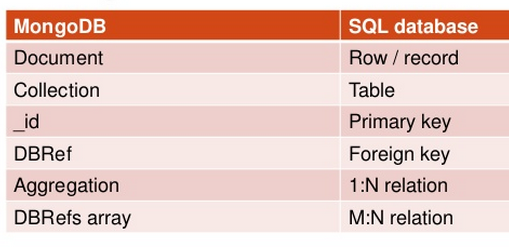 MongoDB SQL database
Document Row / record
Collection Table
_id Primary key
DBRef Foreign key
Aggregation 1:N relation
DBRefs array M:N relation